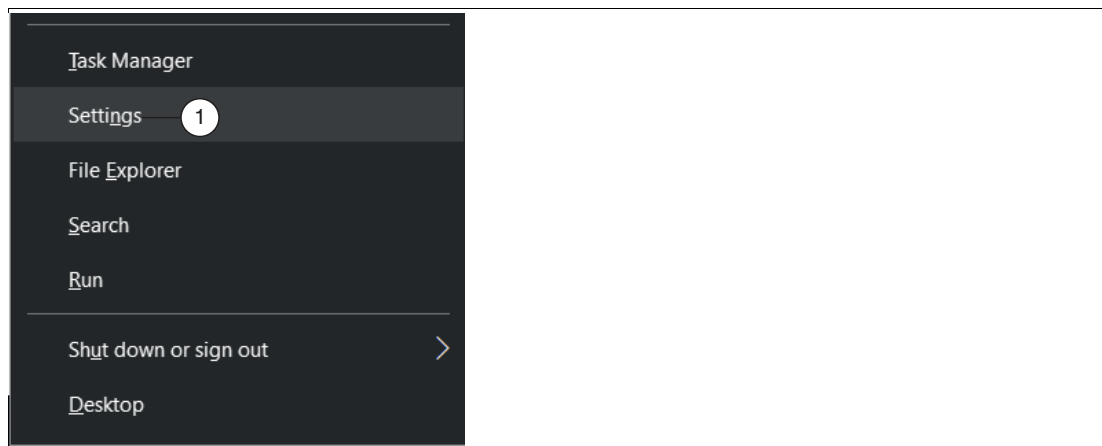 Task Manager
Settings 1
File Explorer
Search
Run
Shut down or sign out
Desktop